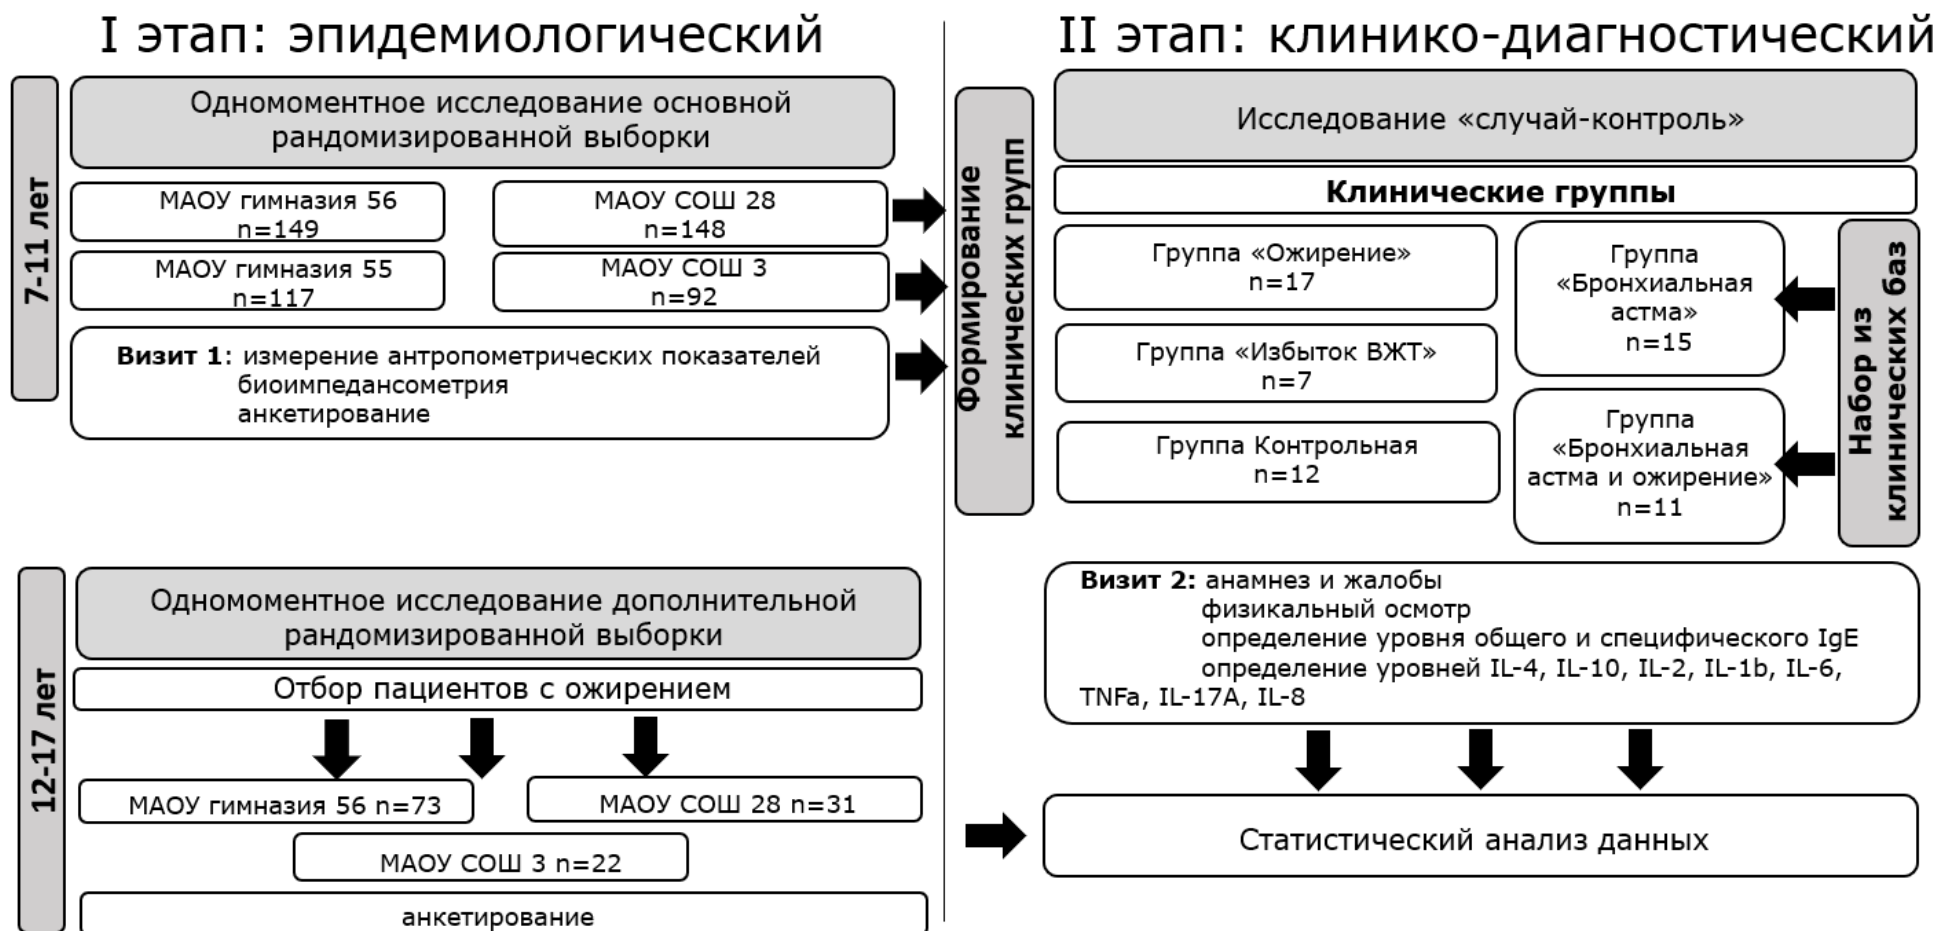 I этап: эпидемиологический
7-11 лет
Одномоментное исследование основной
рандомизированной выборки
МАОУ гимназия 56
n=149
МАОУ СОШ 28
n=148
МАОУ гимназия 55
n=117
МАОУ СОШ 3
n=92
Визит 1: измерение антропометрических показателей
биоимпедансометрия
анкетирование
12-17 лет
Одномоментное исследование дополнительной
рандомизированной выборки
Отбор пациентов с ожирением
МАОУ гимназия 56 n=73
МАОУ СОШ 28 n=31
МАОУ СОШ 3 n=22
анкетирование
Формирование
клинических групп
II этап: клинико-диагностический
Исследование «случай-контроль»
Клинические группы
Группа «Ожирение»
n=17
Группа «Избыток ВЖТ»
n=7
Группа Контрольная
n=12
Группа
«Бронхиальная
астма»
n=15
Группа
«Бронхиальная
астма и ожирение»
n=11
Набор из
клинических баз
Визит 2: анамнез и жалобы
физикальный осмотр
определение уровня общего и специфического IgE
определение уровней IL-4, IL-10, IL-2, IL-1b, IL-6,
TNFa, IL-17A, IL-8
Статистический анализ данных